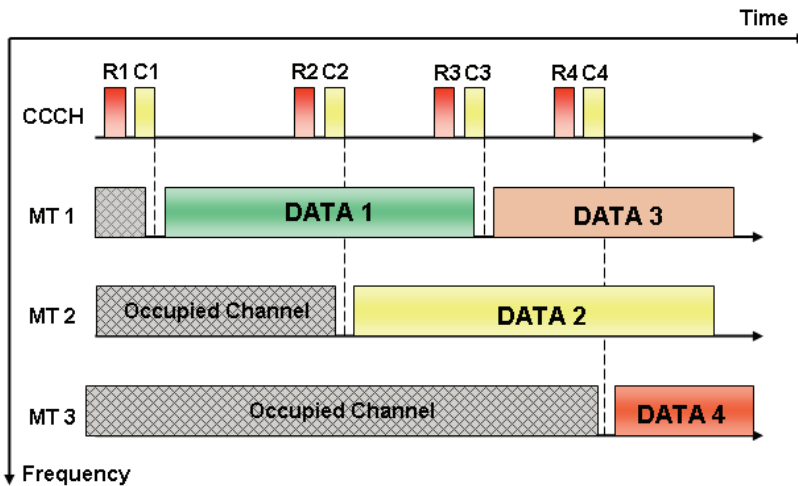 Time
R1 C1 R2 C2 R3 C3 R4 C4
CCCH
MT 1 DATA 1 DATA 3
MT 2 Occupied Channel DATA 2
MT 3 Occupied Channel DATA 4
Frequency